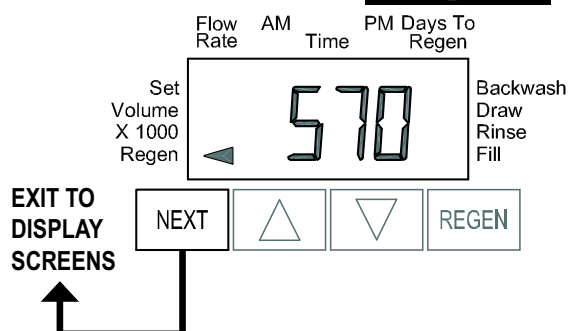 Flow Rate
AM
Time
PM
Days To Regen
Set
Volume
X 1000
Regen
570
Backwash
Draw
Rinse
Fill
EXIT TO
DISPLAY
SCREENS
NEXT
REGEN